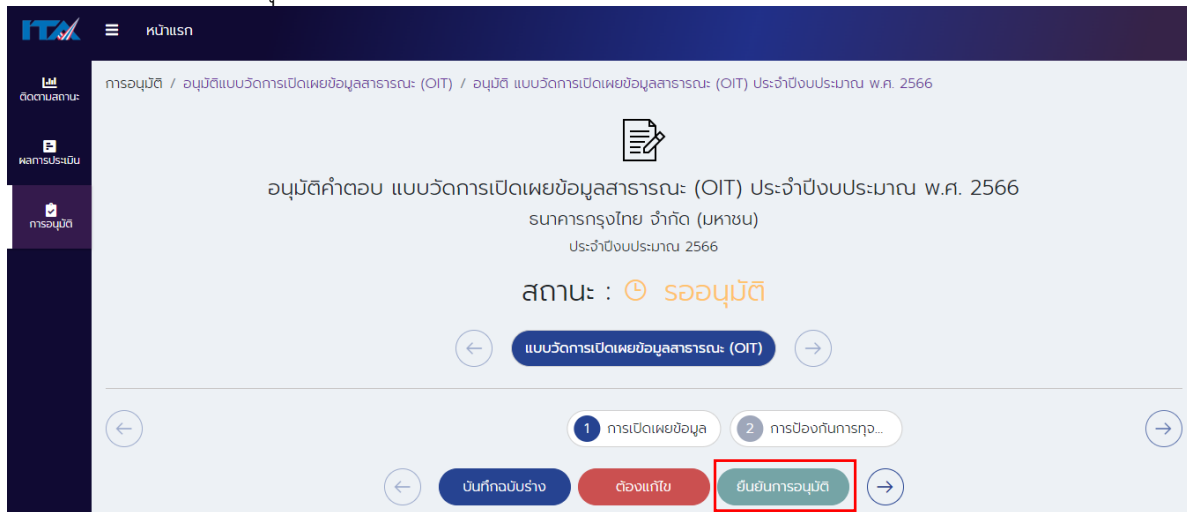 ITA
หน้าแรก
ติดตามสถานะ
ผลการประเมิน
การอนุมัติ
การอนุมัติ / อนุมัติแบบวัดการเปิดเผยข้อมูลสาธารณะ (OIT) / อนุมัติ แบบวัดการเปิดเผยข้อมูลสาธารณะ (OIT) ประจำปีงบประมาณ พ.ศ. 2566
อนุมัติคำตอบ แบบวัดการเปิดเผยข้อมูลสาธารณะ (OIT) ประจำปีงบประมาณ พ.ศ. 2566
ธนาคารกรุงไทย จำกัด (มหาชน)
ประจำปีงบประมาณ 2566
สถานะ : รออนุมัติ
แบบวัดการเปิดเผยข้อมูลสาธารณะ (OIT)
1 การเปิดเผยข้อมูล 2 การป้องกันการทุจ...
บันทึกฉบับร่าง ต้องแก้ไข ยืนยันการอนุมัติ